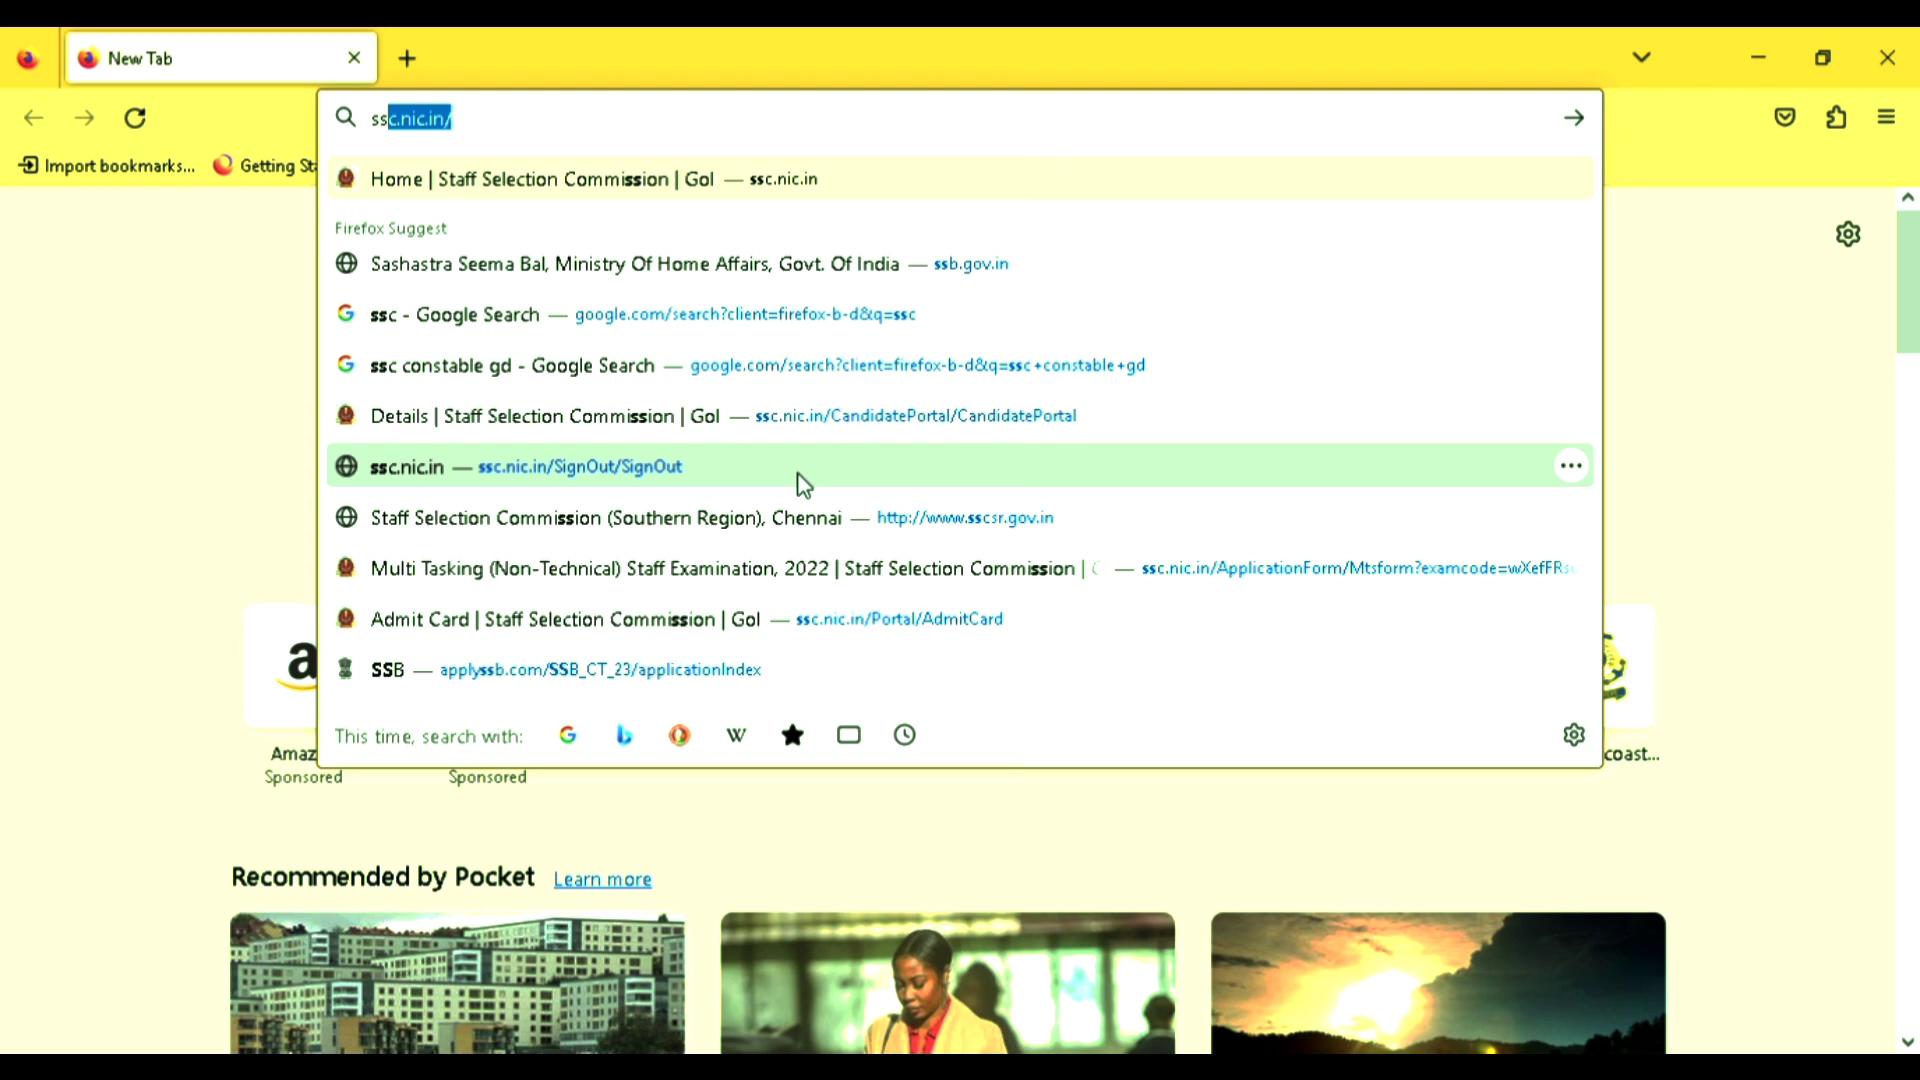 New Tab
ssc.nic.in/
Import bookmarks...
Getting Sta
Home | Staff Selection Commission | GoI — ssc.nic.in
Firefox Suggest
Sashastra Seema Bal, Ministry Of Home Affairs, Govt. Of India — ssb.gov.in
ssc - Google Search — google.com/search?client=firefox-b-d&q=ssc
ssc constable gd - Google Search — google.com/search?client=firefox-b-d&q=ssc+constable+gd
Details | Staff Selection Commission | GoI — ssc.nic.in/CandidatePortal/CandidatePortal
ssc.nic.in — ssc.nic.in/SignOut/SignOut
Staff Selection Commission (Southern Region), Chennai — http://www.sscsr.gov.in
Multi Tasking (Non-Technical) Staff Examination, 2022 | Staff Selection Commission | — ssc.nic.in/ApplicationForm/Mtsform?examcode=wXefFRs
Admit Card | Staff Selection Commission | GoI — ssc.nic.in/Portal/AdmitCard
SSB — applyssb.com/SSB_CT_23/applicationIndex
a
This time, search with:
Amaz
coast...
Sponsored
Sponsored
Recommended by Pocket
Learn more